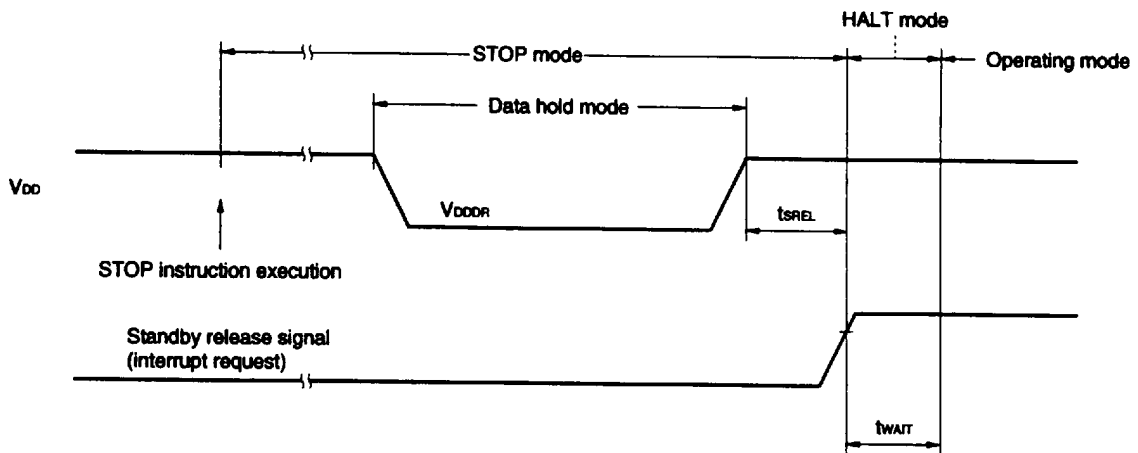 HALT mode
STOP mode
Operating mode
Data hold mode
VDD
VDDDR
tSREL
STOP instruction execution
Standby release signal
(interrupt request)
tWAIT